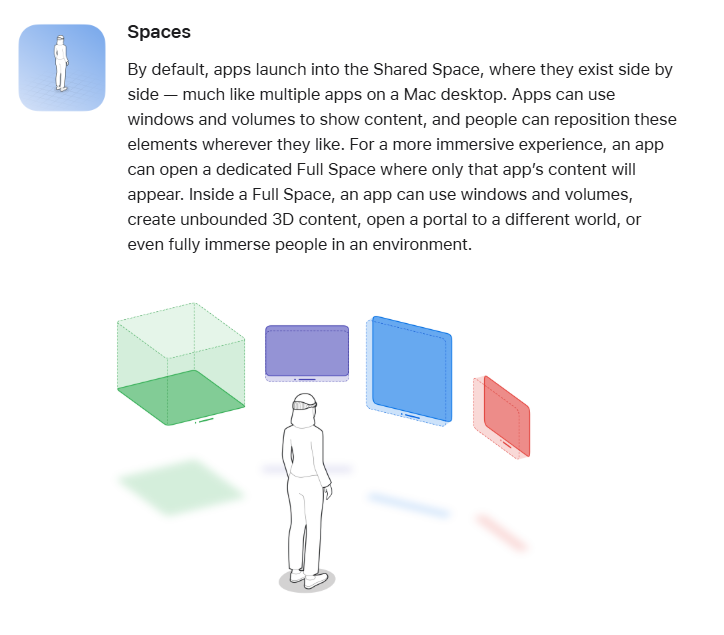 Spaces
By default, apps launch into the Shared Space, where they exist side by
side — much like multiple apps on a Mac desktop. Apps can use
windows and volumes to show content, and people can reposition these
elements wherever they like. For a more immersive experience, an app
can open a dedicated Full Space where only that app’s content will
appear. Inside a Full Space, an app can use windows and volumes,
create unbounded 3D content, open a portal to a different world, or
even fully immerse people in an environment.